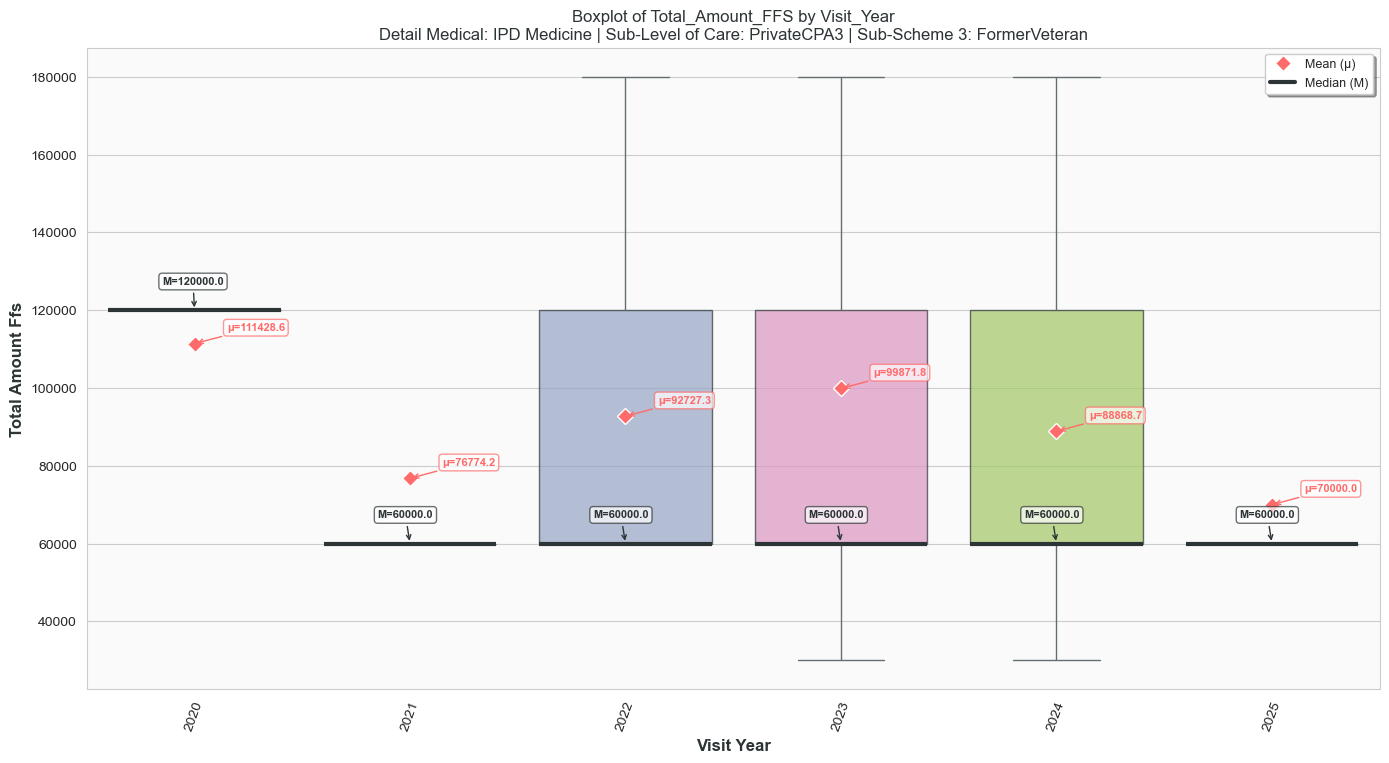 Boxplot of Total_Amount_FFS by Visit_Year
Detail Medical: IPD Medicine | Sub-Level of Care: PrivateCPA3 | Sub-Scheme 3: FormerVeteran
Mean (μ)
Median (M)
Total Amount Ffs
180000
160000
140000
120000
100000
80000
60000
40000
M=120000.0
μ=111428.6
μ=76774.2
M=60000.0
μ=92727.3
M=60000.0
μ=99871.8
M=60000.0
μ=88868.7
M=60000.0
μ=70000.0
M=60000.0
2020
2021
2022
2023
2024
2025
Visit Year